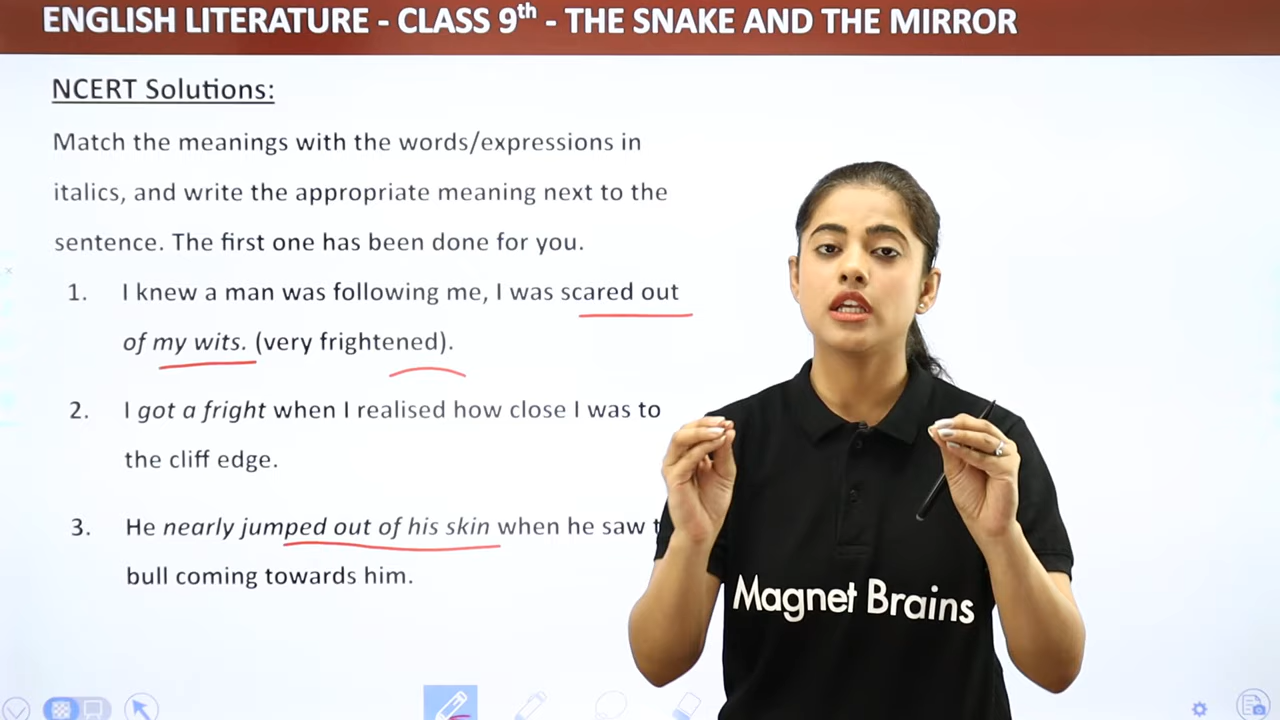 ENGLISH LITERATURE - CLASS 9th - THE SNAKE AND THE MIRROR
NCERT Solutions:
Match the meanings with the words/expressions in
italics, and write the appropriate meaning next to the
sentence. The first one has been done for you.
1. I knew a man was following me, I was scared out
of my wits. (very frightened).
2. I got a fright when I realised how close I was to
the cliff edge.
3. He nearly jumped out of his skin when he saw
bull coming towards him.
Magnet Brains